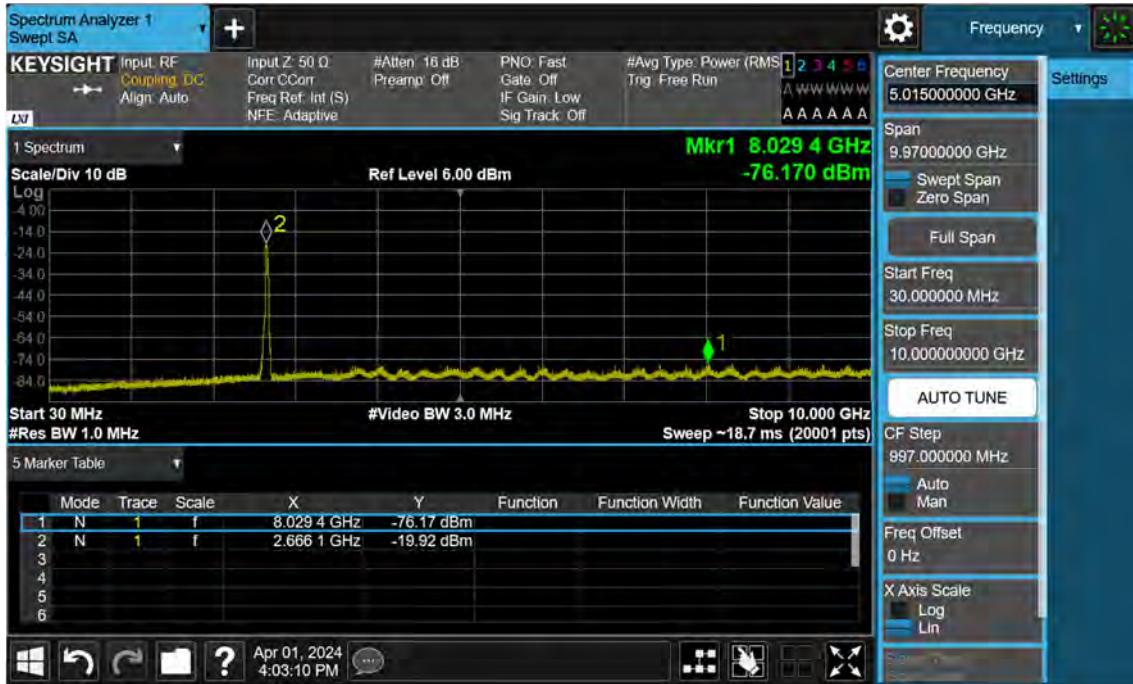 Spectrum Analyzer 1
Swept SA
+
Frequency
KEYSIGHT
Input: RF
Coupling: DC
Align: Auto
Input Z: 50 Ω
Corr CCorr
Freq Ref: Int (S)
NFE: Adaptive
#Atten: 16 dB
Preamp: Off
PNO: Fast
Gate: Off
IF Gain: Low
Sig Track: Off
#Avg Type: Power (RMS
Trig: Free Run
1 2 3 4 5 6
A W W W W W
A A A A A A
LXI
1 Spectrum
Scale/Div 10 dB
Ref Level 6.00 dBm
Mkr1 8.029 4 GHz
-76.170 dBm
Log
-4.00
-14.0
-24.0
-34.0
-44.0
-54.0
-64.0
-74.0
-84.0
2
1
Start 30 MHz
#Video BW 3.0 MHz
Stop 10.000 GHz
#Res BW 1.0 MHz
Sweep ~18.7 ms (20001 pts)
5 Marker Table
Mode Trace Scale X Y Function Function Width Function Value
1 N 1 f 8.029 4 GHz -76.17 dBm
2 N 1 f 2.666 1 GHz -19.92 dBm
3
4
5
6
Apr 01, 2024
4:03:10 PM
?
Center Frequency
5.015000000 GHz
Settings
Span
9.97000000 GHz
Swept Span
Zero Span
Full Span
Start Freq
30.000000 MHz
Stop Freq
10.000000000 GHz
AUTO TUNE
CF Step
997.000000 MHz
Auto
Man
Freq Offset
0 Hz
X Axis Scale
Log
Lin